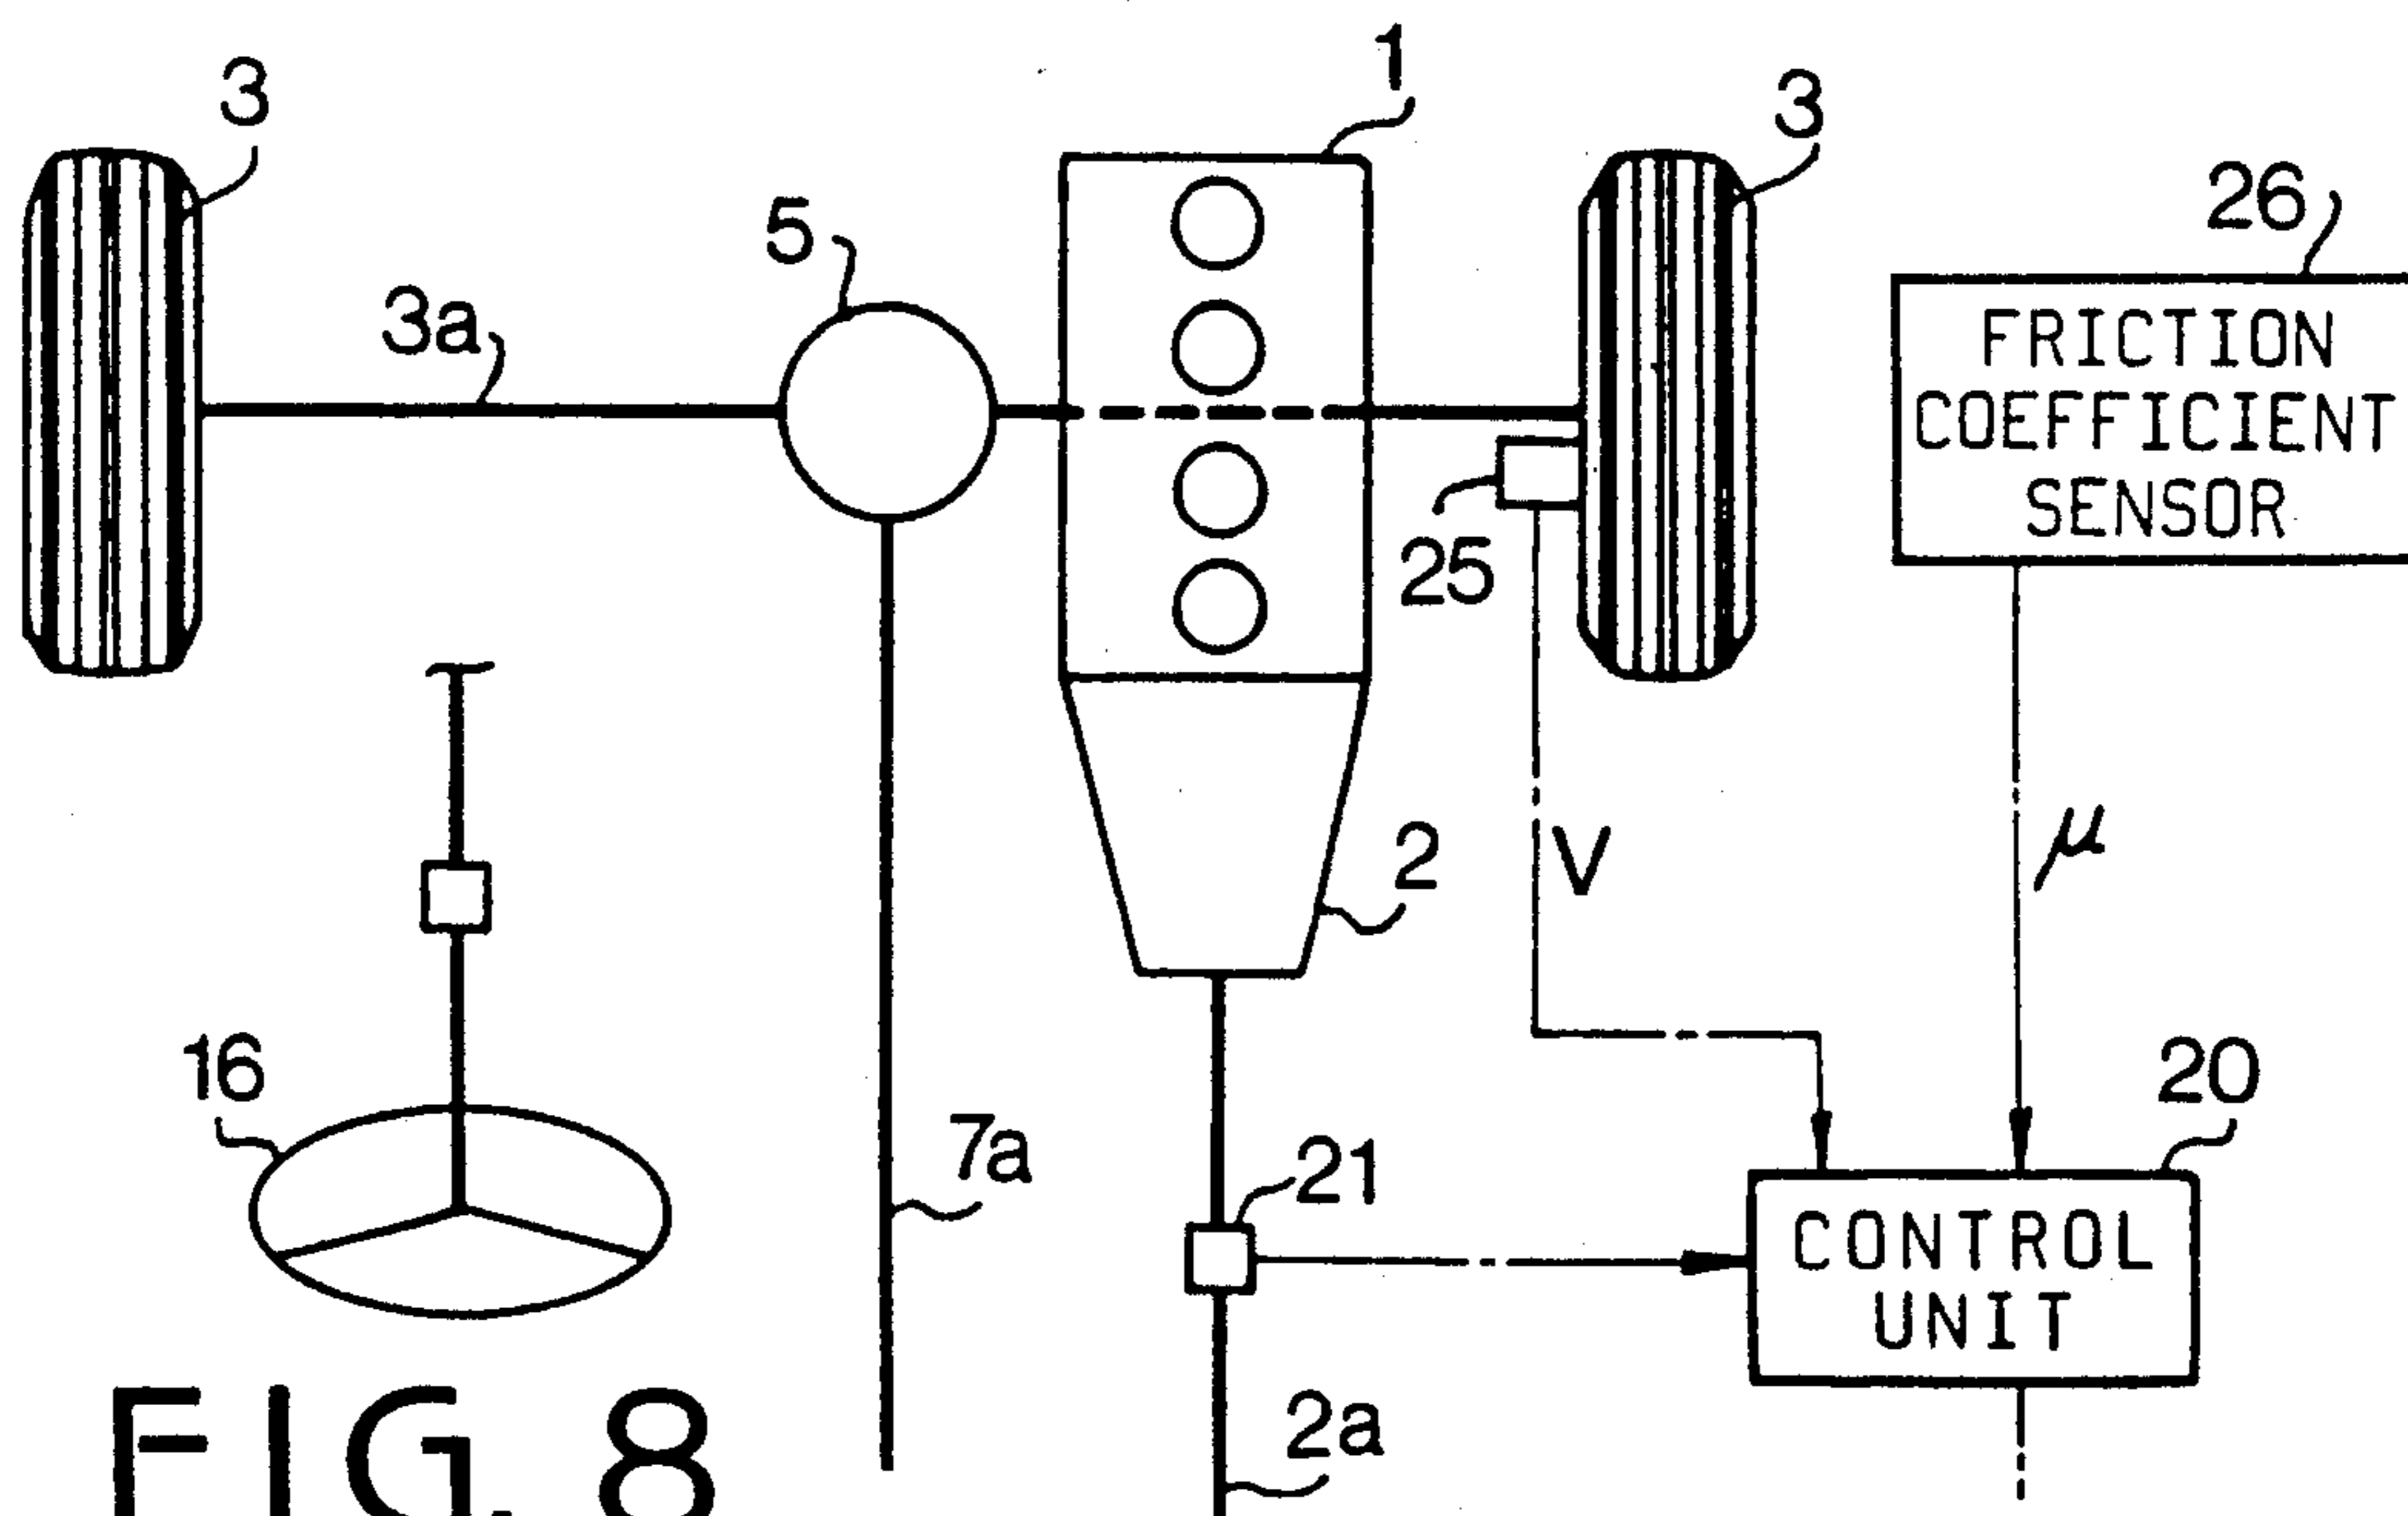 1
3
3
5
26
3a
FRICTION
COEFFICIENT
SENSOR
25
2
V
μ
16
20
7a
21
CONTROL
UNIT
2a
FIG. 8